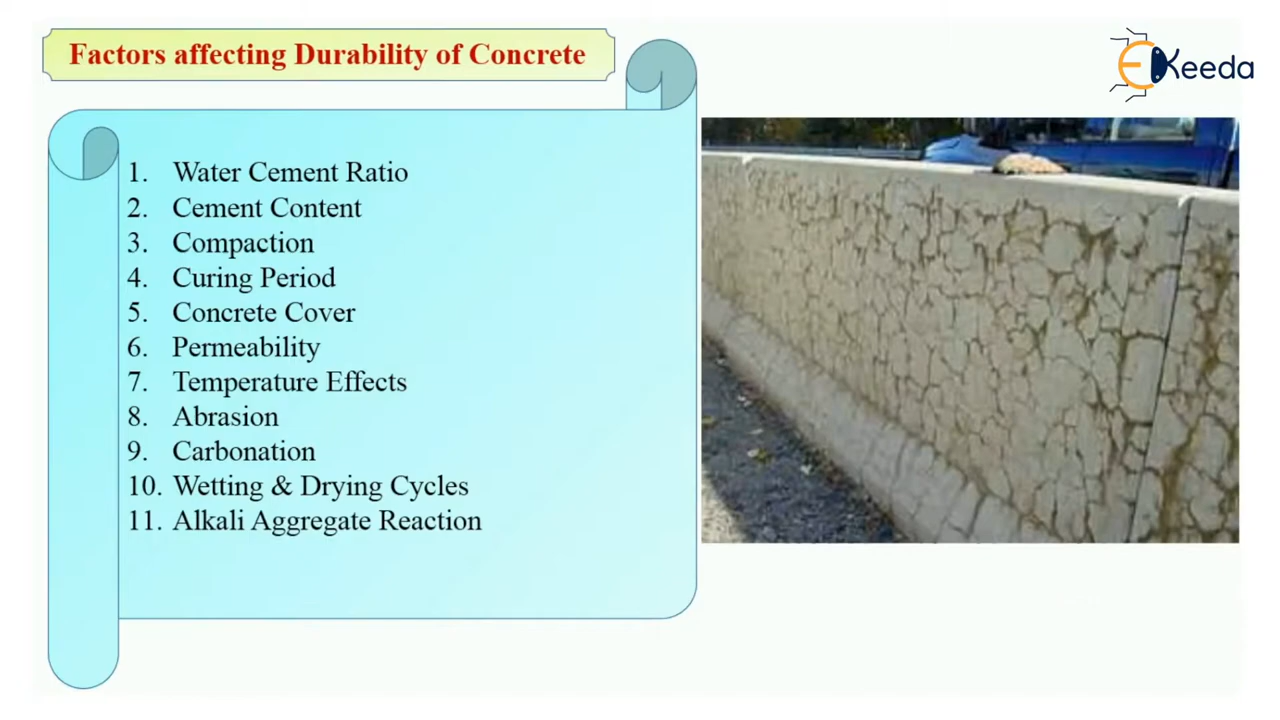 Factors affecting Durability of Concrete
EKeeda
1. Water Cement Ratio
2. Cement Content
3. Compaction
4. Curing Period
5. Concrete Cover
6. Permeability
7. Temperature Effects
8. Abrasion
9. Carbonation
10. Wetting & Drying Cycles
11. Alkali Aggregate Reaction